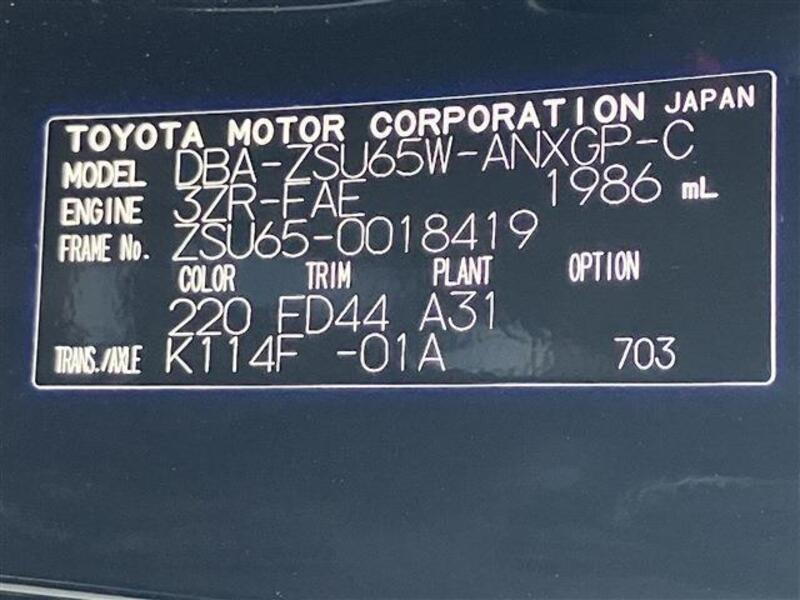 TOYOTA MOTOR CORPORATION JAPAN
MODEL DBA-ZSU65W-ANXGP-C
ENGINE 3ZR-FAE 1986 mL
FRAME No. ZSU65-0018419
COLOR TRIM PLANT OPTION
220 FD44 A31
TRANS./AXLE K114F -01A 703